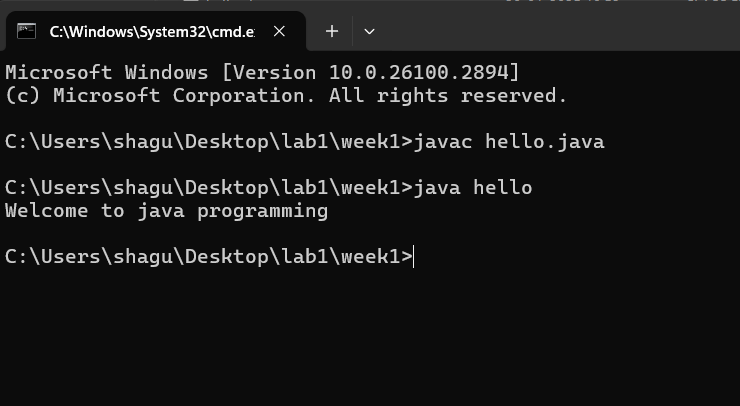 C:\Windows\System32\cmd.e
Microsoft Windows [Version 10.0.26100.2894]
(c) Microsoft Corporation. All rights reserved.
C:\Users\shagu\Desktop\lab1\week1>javac hello.java
C:\Users\shagu\Desktop\lab1\week1>java hello
Welcome to java programming
C:\Users\shagu\Desktop\lab1\week1>